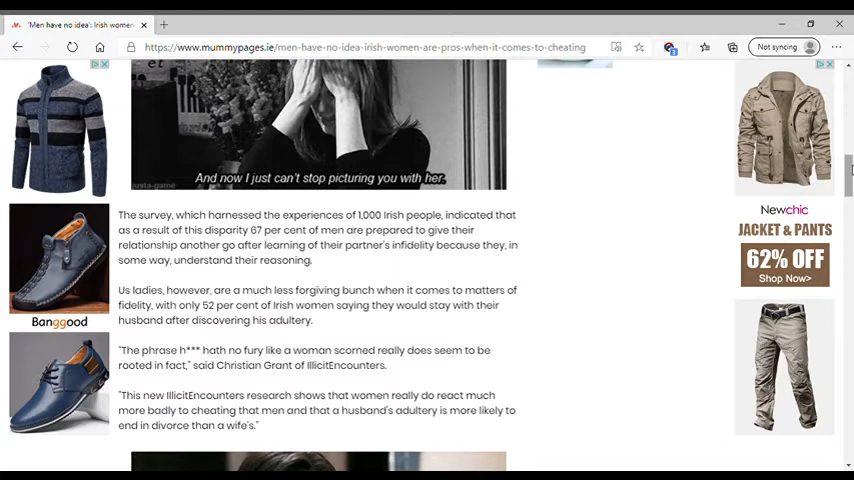 'Men have no idea': Irish women
https://www.mummypages.ie/men-have-no-idea-irish-women-are-pros-when-it-comes-to-cheating
Not syncing
And now I just can't stop picturing you with her.
The survey, which harnessed the experiences of 1,000 Irish people, indicated that
as a result of this disparity 67 per cent of men are prepared to give their
relationship another go after learning of their partner's infidelity because they, in
some way, understand their reasoning.
Us ladies, however, are a much less forgiving bunch when it comes to matters of
fidelity, with only 52 per cent of Irish women saying they would stay with their
husband after discovering his adultery.
"The phrase h*** hath no fury like a woman scorned really does seem to be
rooted in fact," said Christian Grant of IllicitEncounters.
"This new IllicitEncounters research shows that women really do react much
more badly to cheating that men and that a husband's adultery is more likely to
end in divorce than a wife's."
Banggood
Newchic
JACKET & PANTS
62% OFF
Shop Now>